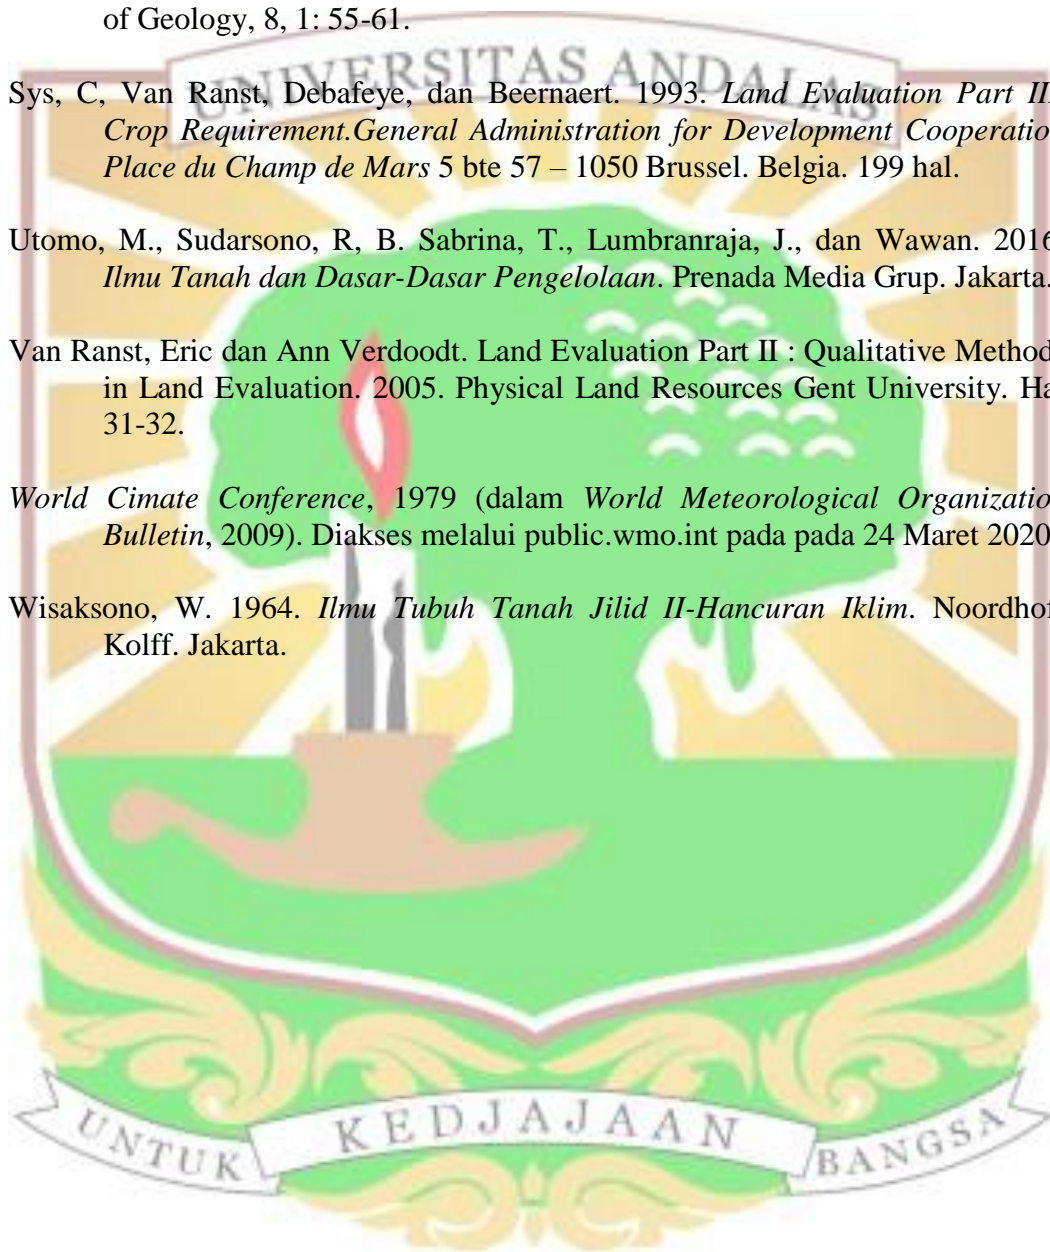 of Geology, 8, 1: 55-61.
UNIVERSITAS ANDALAS
Sys, C, Van Ranst, Debafeye, dan Beernaert. 1993. Land Evaluation Part III
Crop Requirement.General Administration for Development Cooperatio
Place du Champ de Mars 5 bte 57 – 1050 Brussel. Belgia. 199 hal.
Utomo, M., Sudarsono, R, B. Sabrina, T., Lumbranraja, J., dan Wawan. 2016
Ilmu Tanah dan Dasar-Dasar Pengelolaan. Prenada Media Grup. Jakarta.
Van Ranst, Eric dan Ann Verdoodt. Land Evaluation Part II : Qualitative Method
in Land Evaluation. 2005. Physical Land Resources Gent University. Ha
31-32.
World Cimate Conference, 1979 (dalam World Meteorological Organizatio
Bulletin, 2009). Diakses melalui public.wmo.int pada pada 24 Maret 2020
Wisaksono, W. 1964. Ilmu Tubuh Tanah Jilid II-Hancuran Iklim. Noordhof
Kolff. Jakarta.
UNTUK KEDJAJAAN BANGSA